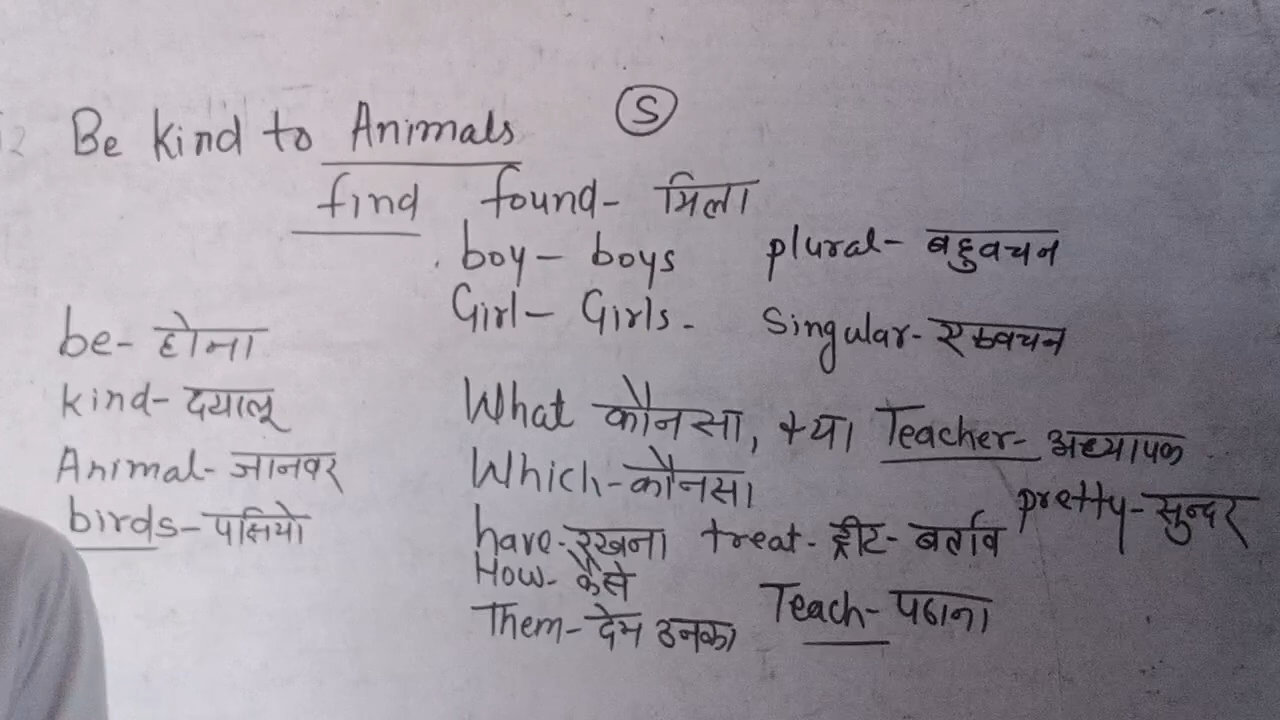 12 Be kind to Animals S
find found- मिला
boy- boys plural- बहुवचन
Girl- Girls- Singular- एकवचन
be- होना
kind- दयालू
What कौनसा, क्या Teacher- अध्यापक
Animal- जानवर
Which- कौनसा
birds- पक्षियो
pretty- सुन्दर
have- रखना treat- ट्रीट- बर्ताव
How- कैसे
Them- देम उनका Teach- पढाना